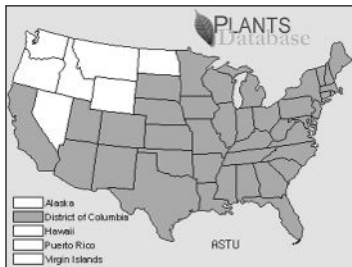 PLANTS
Database
Alaska
District of Columbia
Hawaii
Puerto Rico
Virgin Islands
ASTU